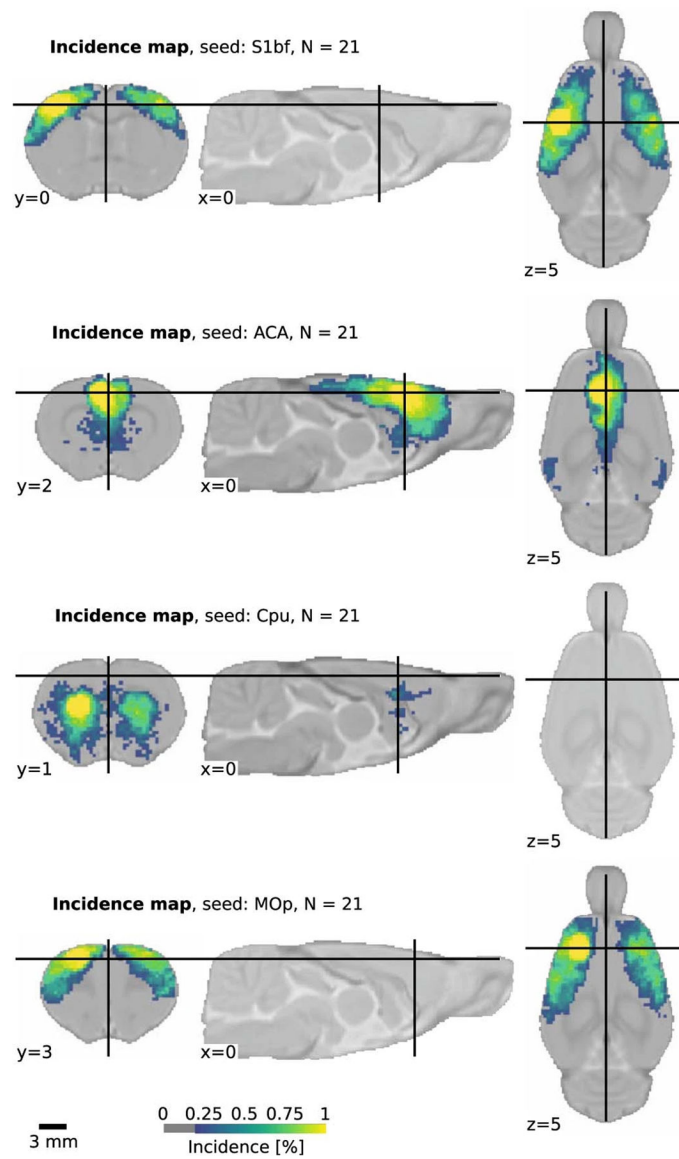 Incidence map, seed: S1bf, N = 21
y=0
x=0
z=5
Incidence map, seed: ACA, N = 21
y=2
x=0
z=5
Incidence map, seed: Cpu, N = 21
y=1
x=0
z=5
Incidence map, seed: MOp, N = 21
y=3
x=0
z=5
3 mm
0 0.25 0.5 0.75 1
Incidence [%]